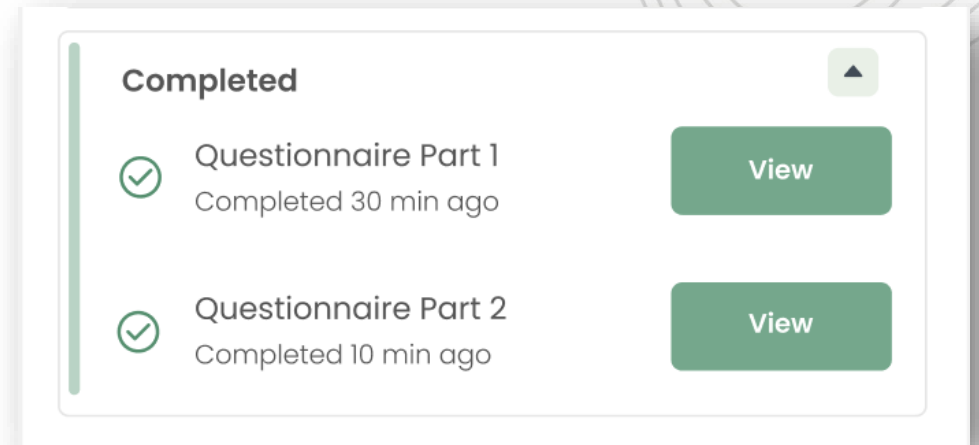 Completed
Questionnaire Part 1
Completed 30 min ago
View
Questionnaire Part 2
Completed 10 min ago
View